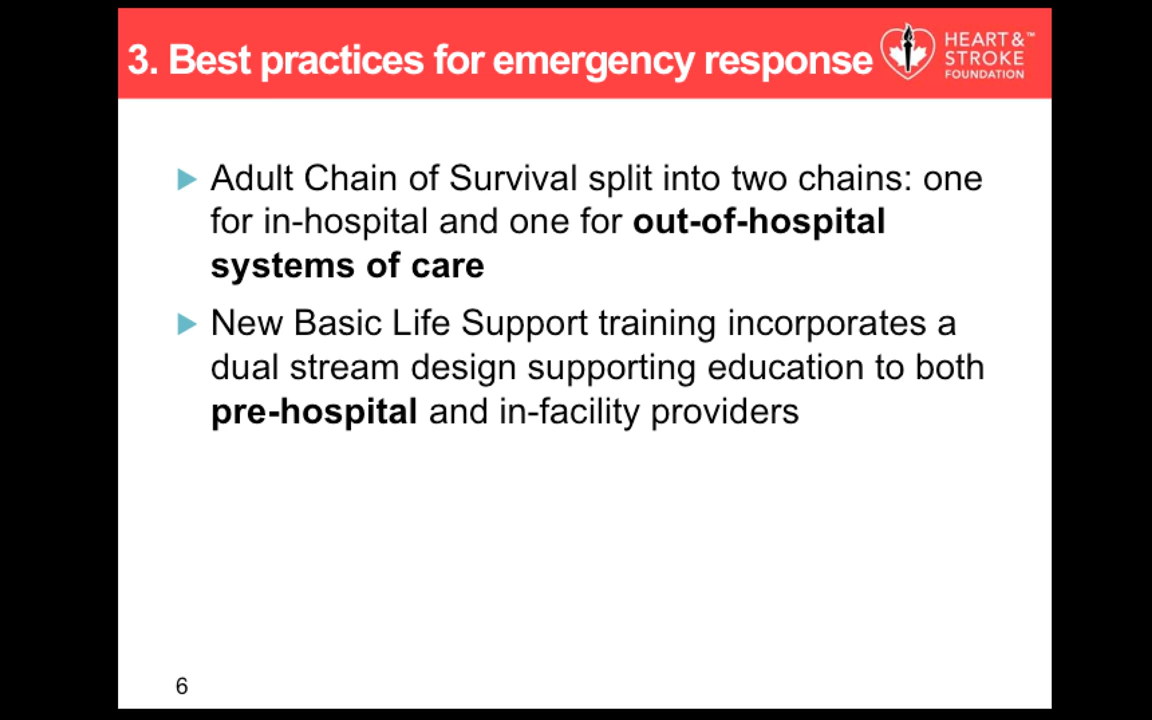 3. Best practices for emergency response
HEART &™
STROKE
FOUNDATION
Adult Chain of Survival split into two chains: one
for in-hospital and one for out-of-hospital
systems of care
New Basic Life Support training incorporates a
dual stream design supporting education to both
pre-hospital and in-facility providers
6